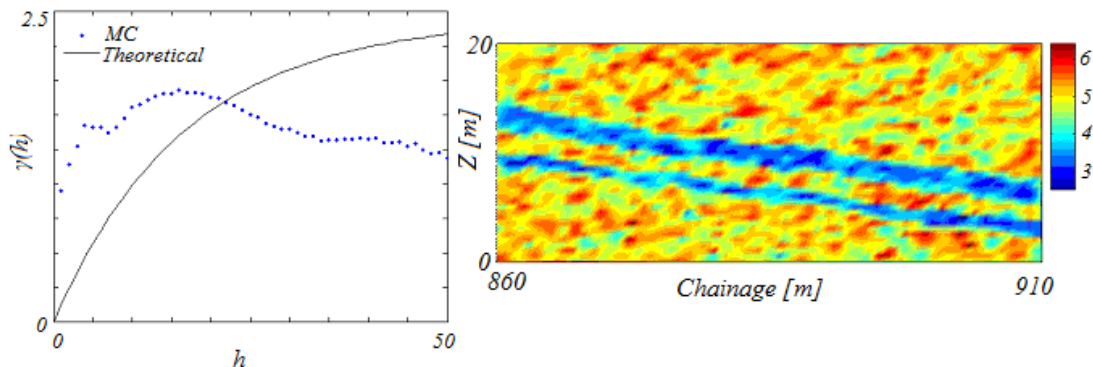 2.5
MC
Theoretical
γ(h)
0
0
50
h
20
Z [m]
0
860
910
Chainage [m]
6
5
4
3